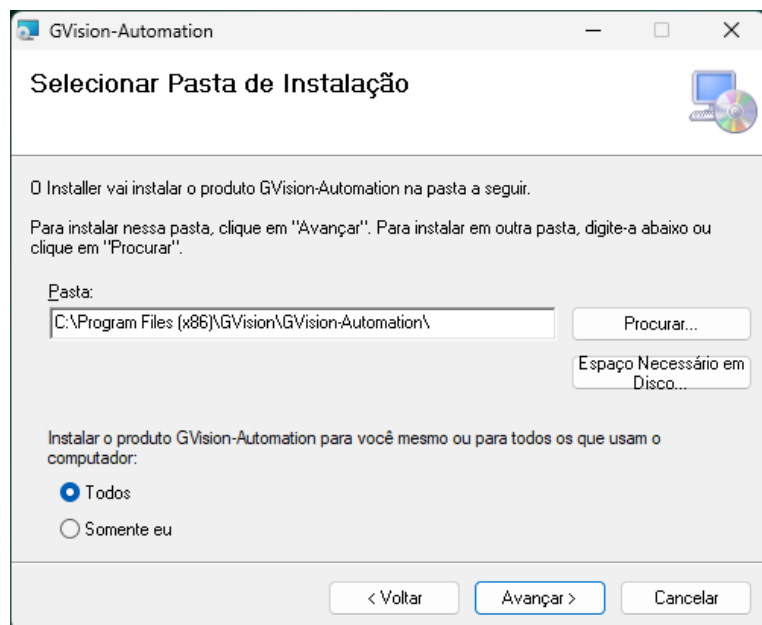 GVision-Automation
Selecionar Pasta de Instalação
O Installer vai instalar o produto GVision-Automation na pasta a seguir.
Para instalar nessa pasta, clique em "Avançar". Para instalar em outra pasta, digite-a abaixo ou
clique em "Procurar".
Pasta:
C:\Program Files (x86)\GVision\GVision-Automation\
Procurar...
Espaço Necessário em
Disco...
Instalar o produto GVision-Automation para você mesmo ou para todos os que usam o
computador:
Todos
Somente eu
< Voltar
Avançar >
Cancelar